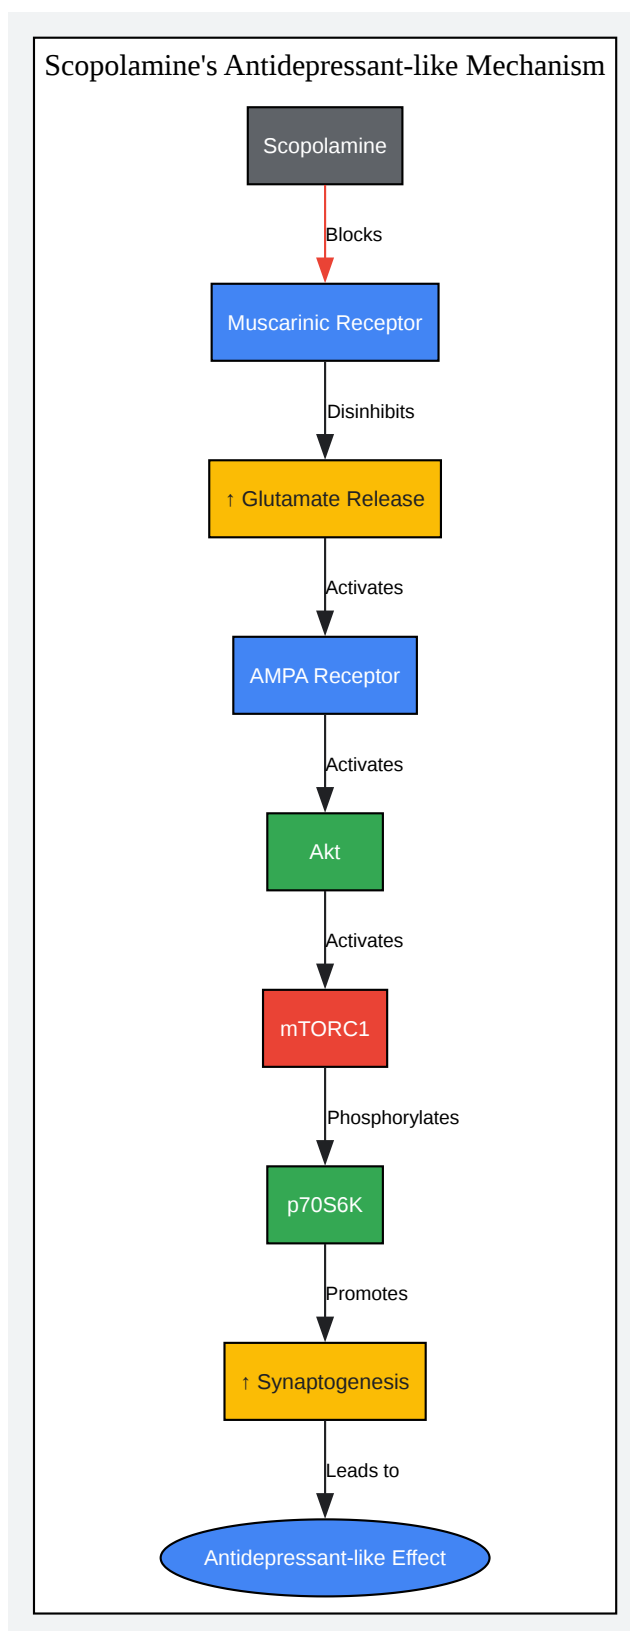 Scopolamine's Antidepressant-like Mechanism
Scopolamine
Blocks
Muscarinic Receptor
Disinhibits
↑ Glutamate Release
Activates
AMPA Receptor
Activates
Akt
Activates
mTORC1
Phosphorylates
p70S6K
Promotes
↑ Synaptogenesis
Leads to
Antidepressant-like Effect